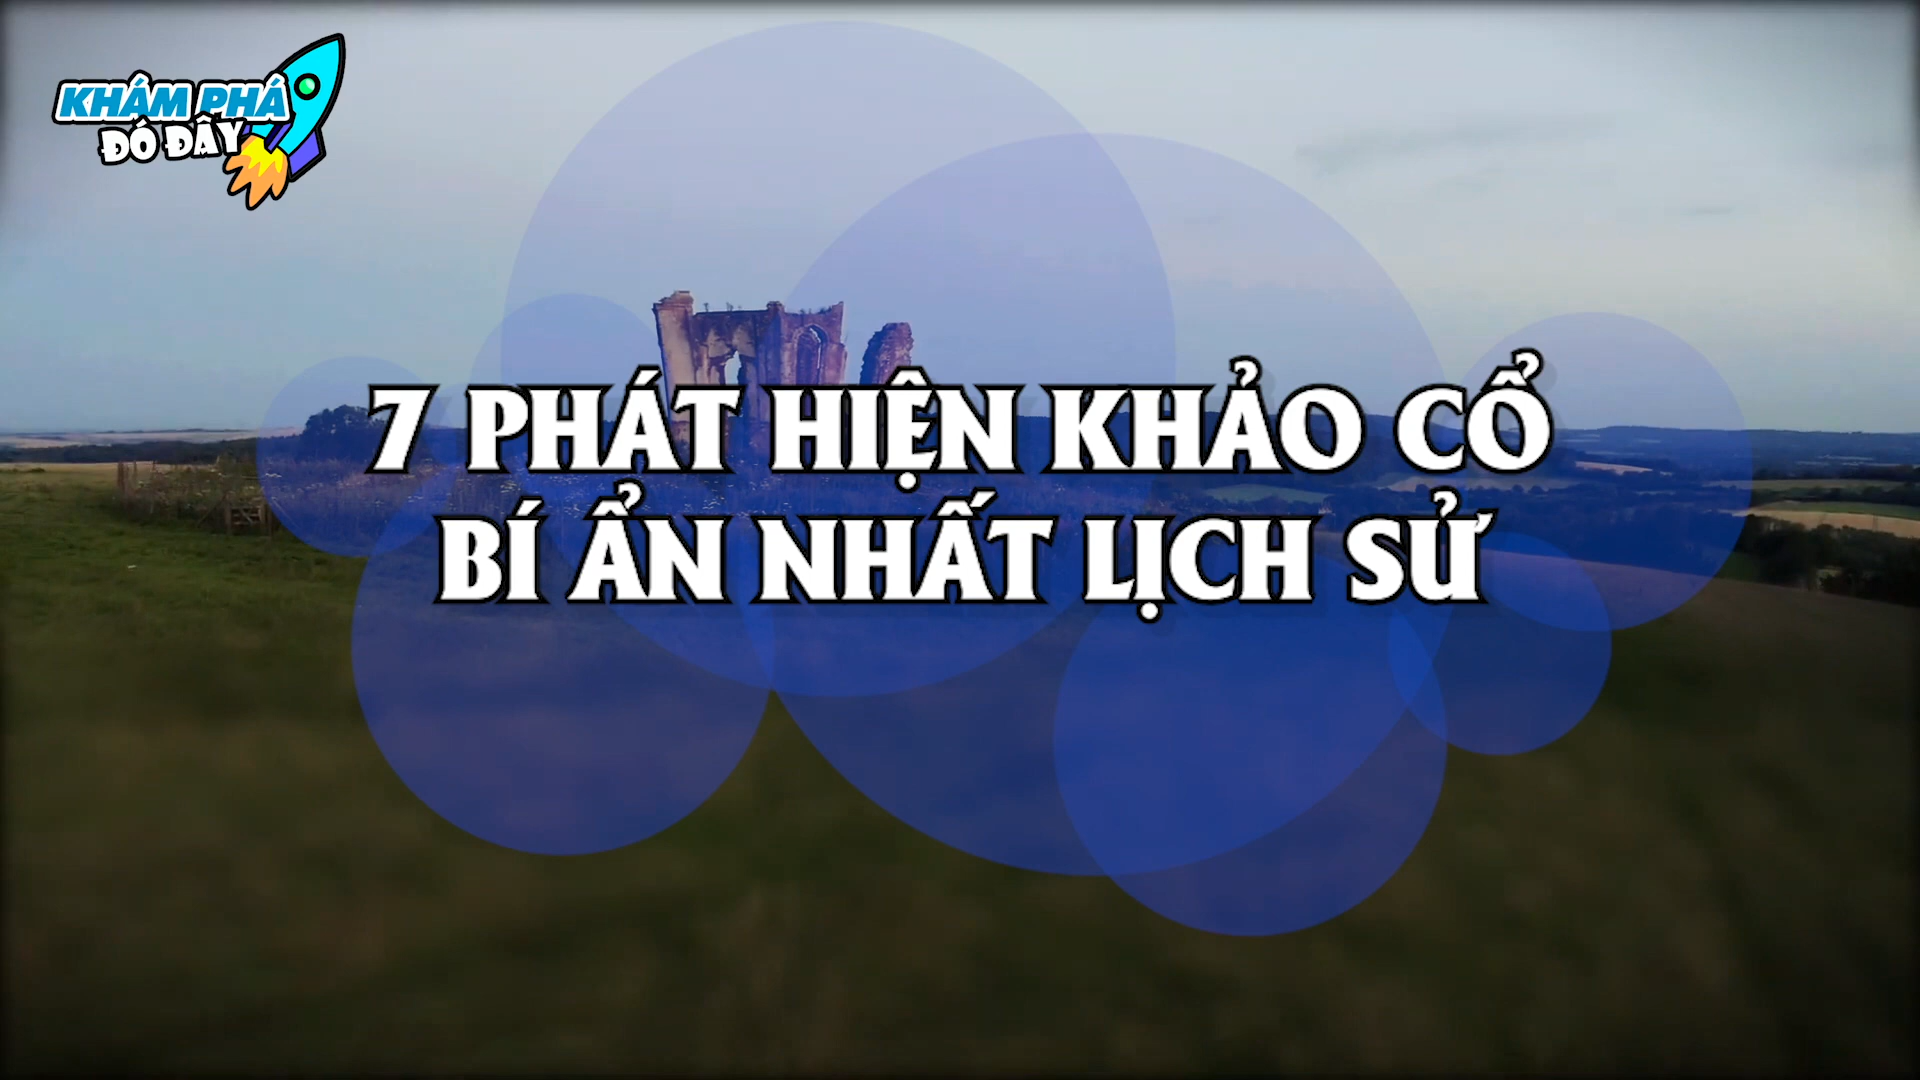 KHÁM PHÁ
ĐÓ ĐÂY
7 PHÁT HIỆN KHẢO CỔ
BÍ ẨN NHẤT LỊCH SỬ